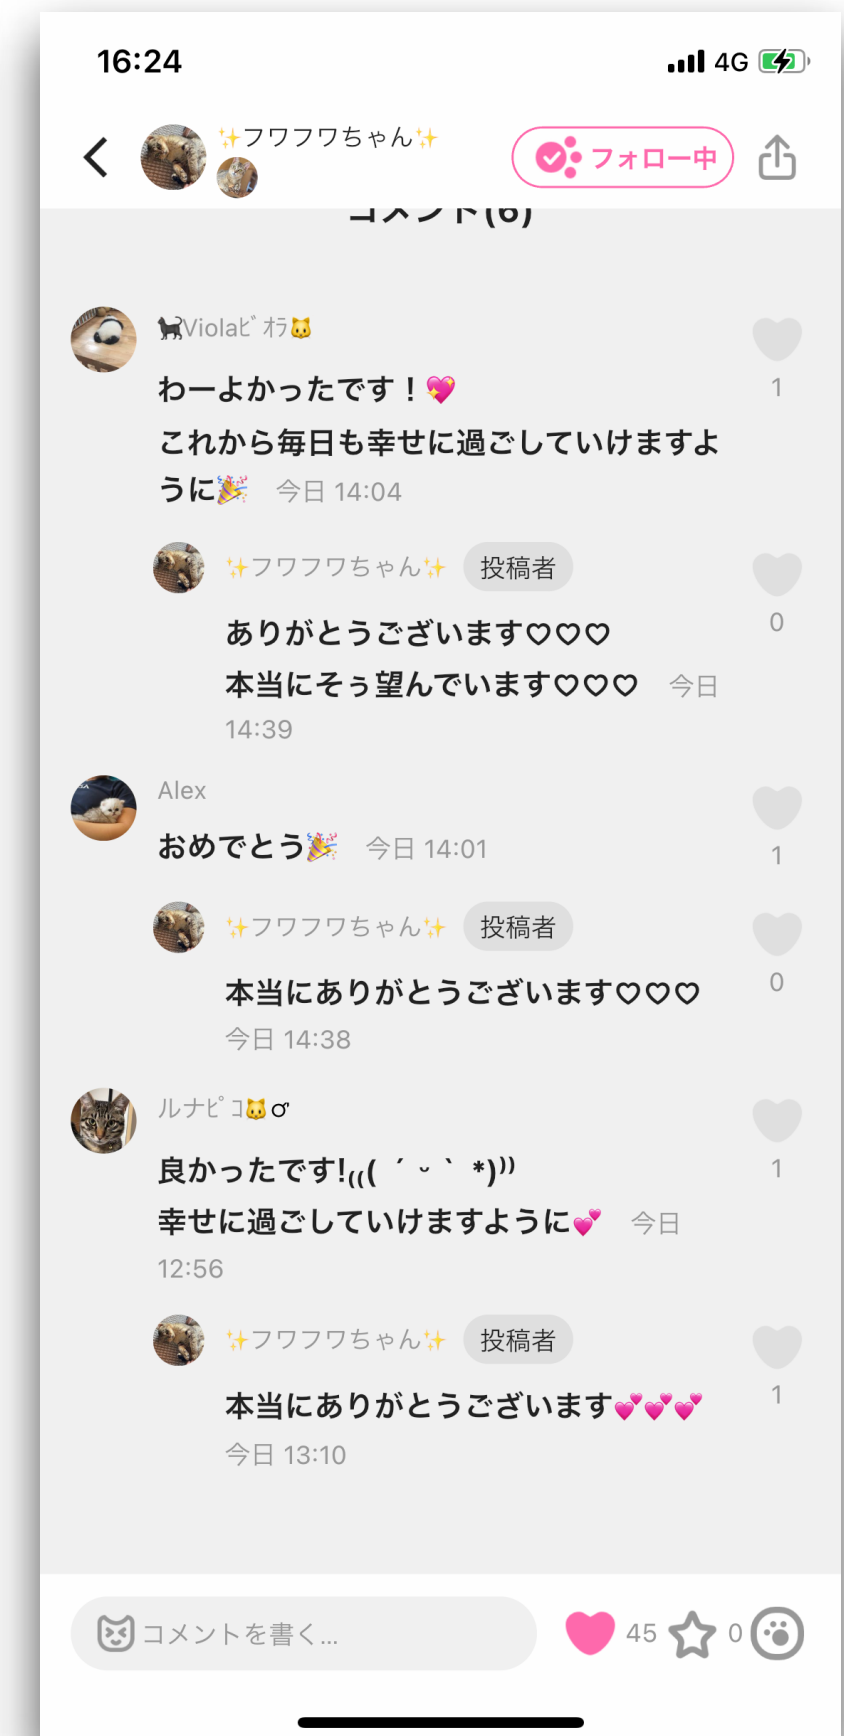 16:24
4G
✨フワフワちゃん✨
フォロー中
コメント(6)
🐈‍⬛Violaﾋﾞｵﾗ🐱
わーよかったです！💖
1
これから毎日も幸せに過ごしていけますよ
うに🎉 今日 14:04
✨フワフワちゃん✨ 投稿者
ありがとうございます♡♡♡
0
本当にそぅ望んでいます♡♡♡ 今日
14:39
Alex
おめでとう🎉 今日 14:01
1
✨フワフワちゃん✨ 投稿者
本当にありがとうございます♡♡♡
0
今日 14:38
ルナﾋﾟｺ🐱♂
良かったです!₍₍( ´ ᵕ ` *)⁾⁾
1
幸せに過ごしていけますように💕 今日
12:56
✨フワフワちゃん✨ 投稿者
本当にありがとうございます💕💕💕
1
今日 13:10
コメントを書く...
45
0